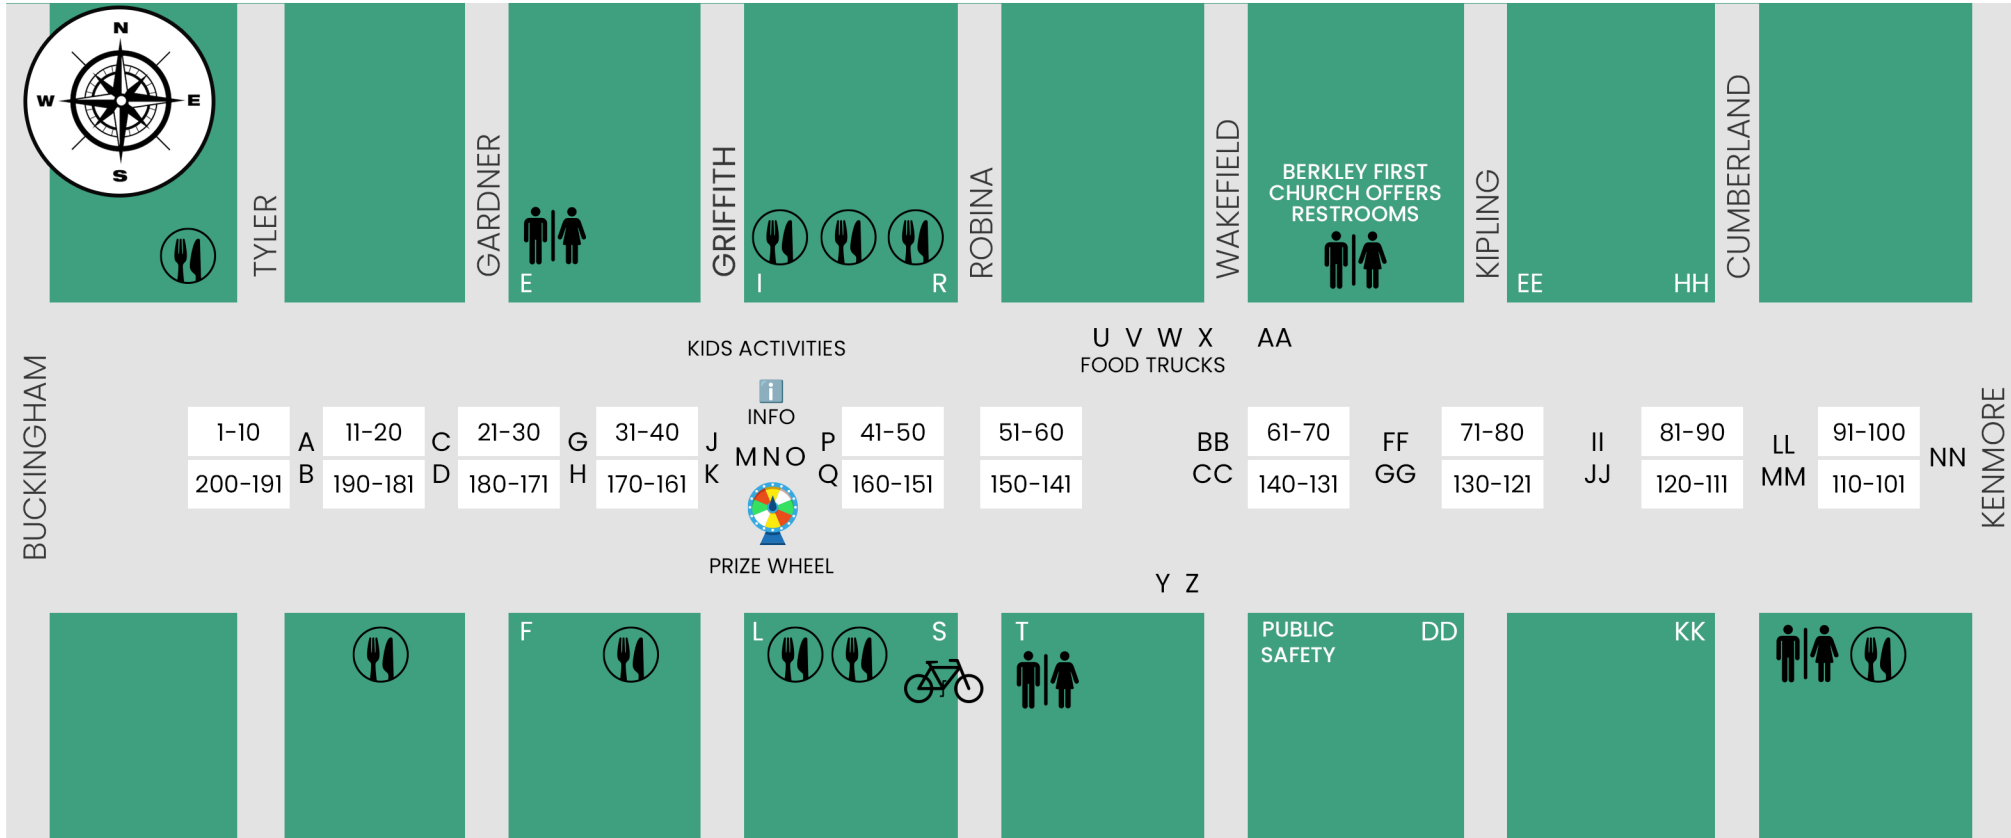 N
W E
S
TYLER
GARDNER
GRIFFITH
ROBINA
WAKEFIELD
KIPLING
CUMBERLAND
BUCKINGHAM
KENMORE
BERKLEY FIRST
CHURCH OFFERS
RESTROOMS
E
I
R
EE
HH
KIDS ACTIVITIES
U V W X AA
FOOD TRUCKS
i
INFO
1-10
A
11-20
C
21-30
G
31-40
J
M N O
P
41-50
51-60
BB
61-70
FF
71-80
II
81-90
LL
91-100
NN
200-191
B
190-181
D
180-171
H
170-161
K
Q
160-151
150-141
CC
140-131
GG
130-121
JJ
120-111
MM
110-101
PRIZE WHEEL
Y Z
F
L
S
T
PUBLIC
SAFETY
DD
KK